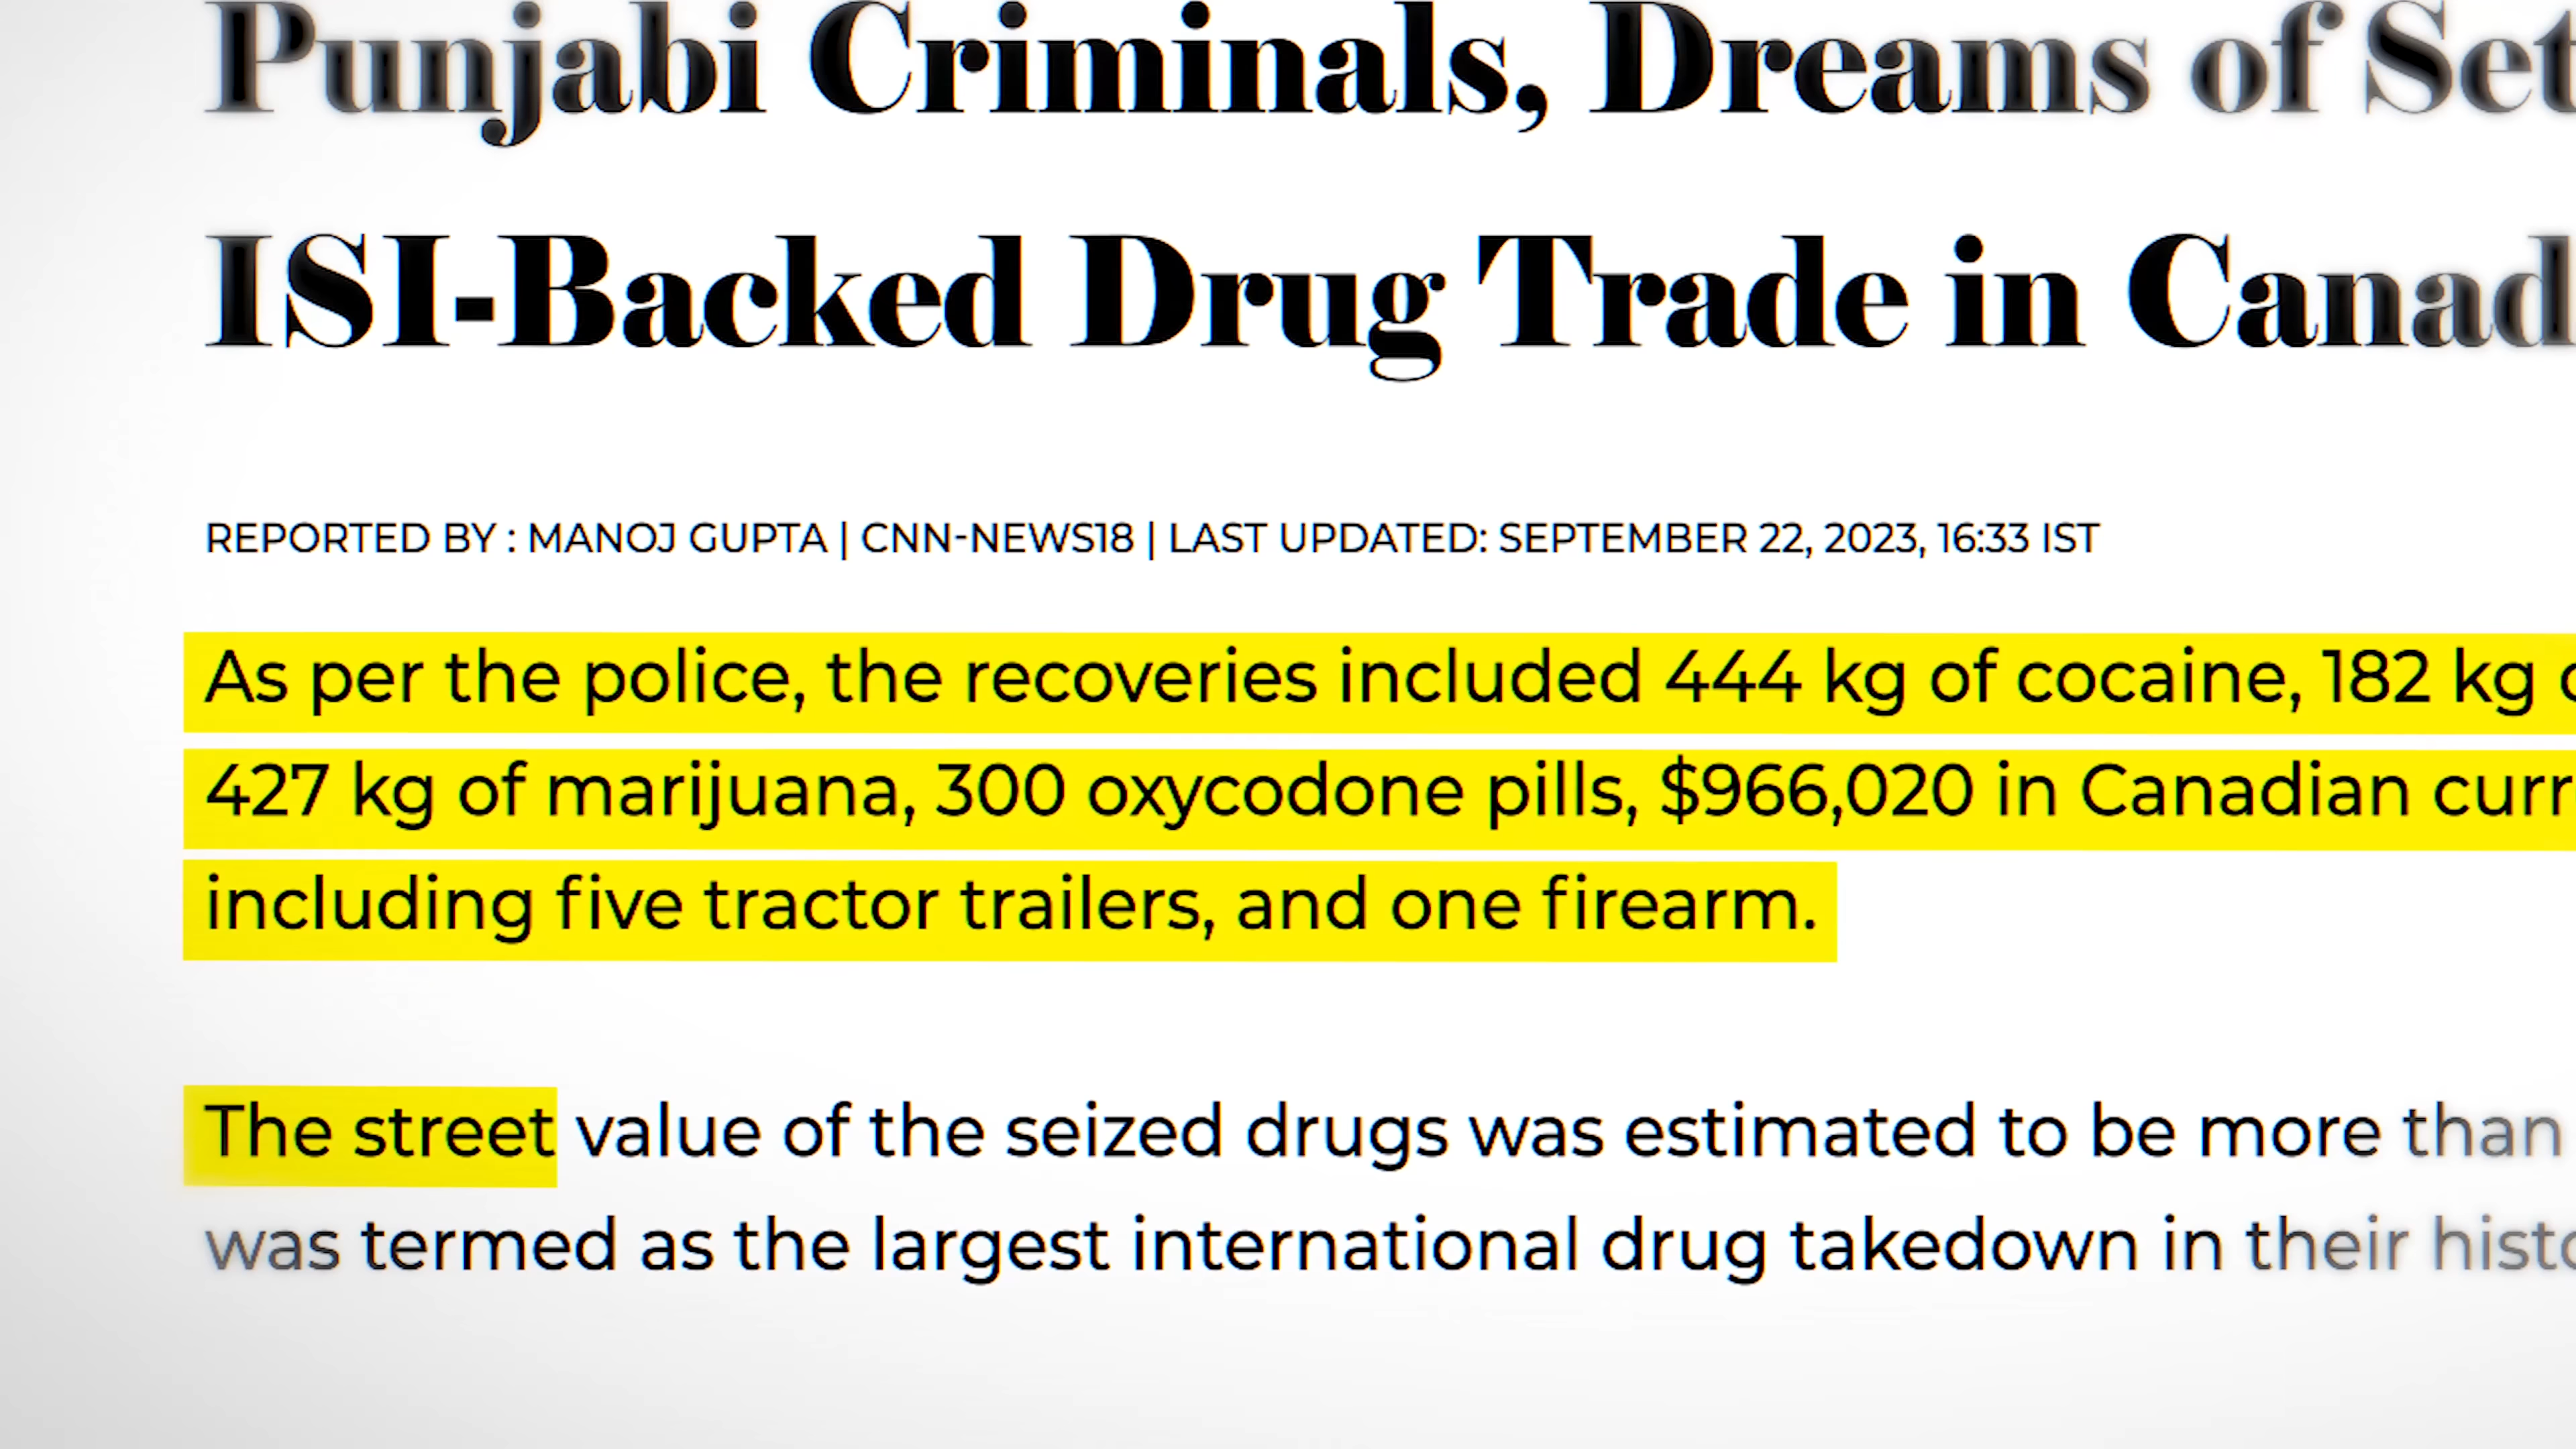 Punjabi Criminals, Dreams of
ISI-Backed Drug Trade in
REPORTED BY : MANOJ GUPTA | CNN-NEWS18 | LAST UPDATED: SEPTEMBER 22, 2023, 16:33 IST
As per the police, the recoveries included 444 kg of cocaine, 182 kg
427 kg of marijuana, 300 oxycodone pills, $966,020 in Canadian
including five tractor trailers, and one firearm.
The street value of the seized drugs was estimated to be more than
was termed as the largest international drug takedown in their